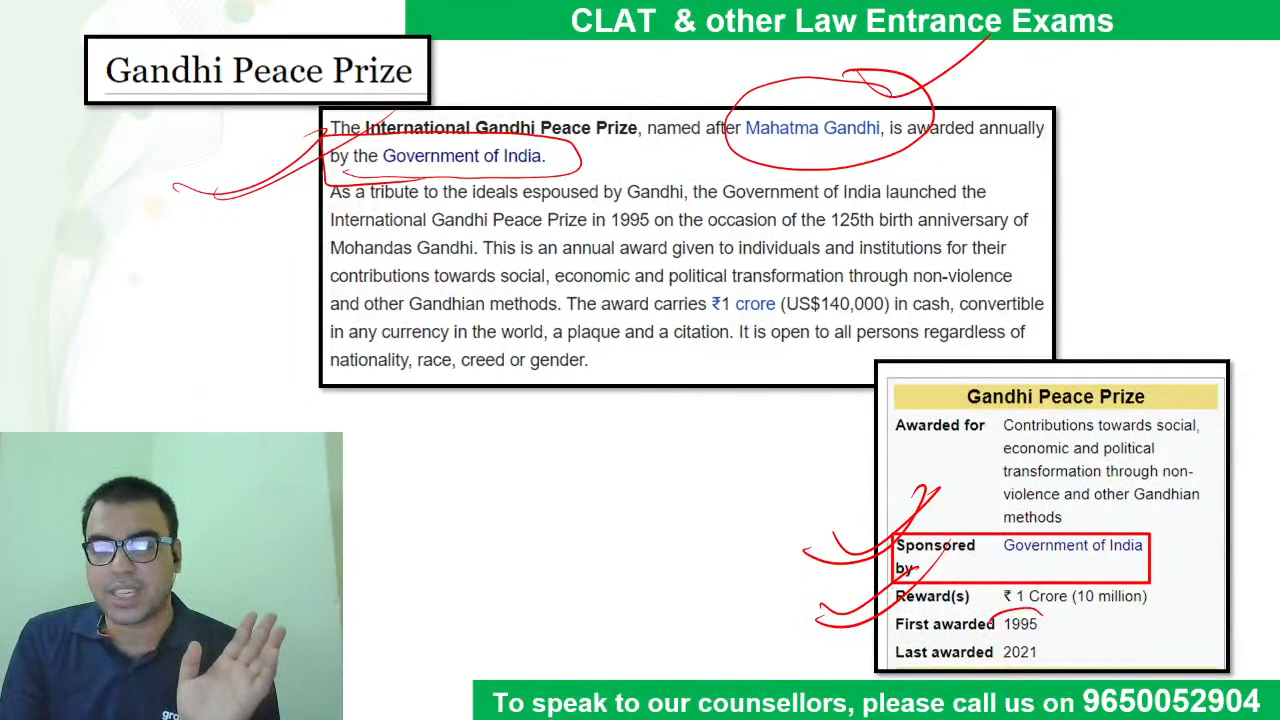 CLAT & other Law Entrance Exams
Gandhi Peace Prize
The International Gandhi Peace Prize, named after Mahatma Gandhi, is awarded annually
by the Government of India.
As a tribute to the ideals espoused by Gandhi, the Government of India launched the
International Gandhi Peace Prize in 1995 on the occasion of the 125th birth anniversary of
Mohandas Gandhi. This is an annual award given to individuals and institutions for their
contributions towards social, economic and political transformation through non-violence
and other Gandhian methods. The award carries ₹1 crore (US$140,000) in cash, convertible
in any currency in the world, a plaque and a citation. It is open to all persons regardless of
nationality, race, creed or gender.
Gandhi Peace Prize
Awarded for Contributions towards social,
economic and political
transformation through non-
violence and other Gandhian
methods
Sponsored Government of India
by
Reward(s) ₹ 1 Crore (10 million)
First awarded 1995
Last awarded 2021
To speak to our counsellors, please call us on 9650052904